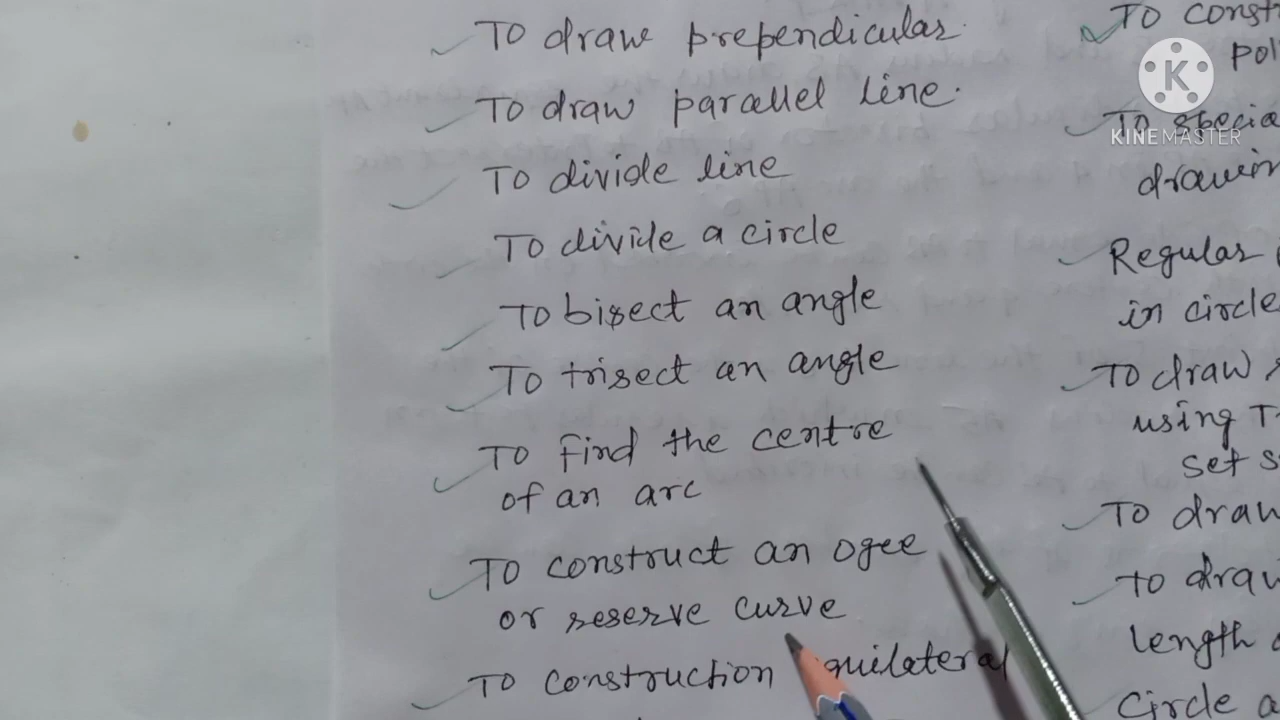 To draw prependicular.
To draw parallel line.
To divide line
To divide a circle
To bisect an angle
To trisect an angle
To find the centre
of an arc
To construct an ogee
or reserve curve
To construction quilateral
To const
pol
To specia
drawin
Regular
in circle
To draw
using T
set s
To draw
To draw
length
Circle a
K
KINEMASTER